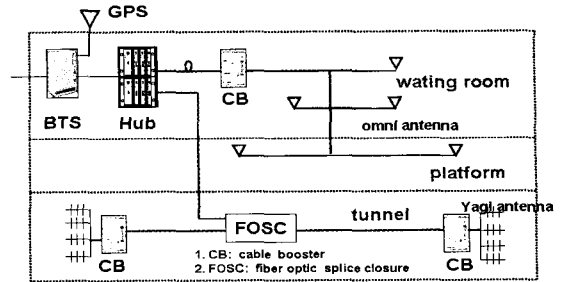 GPS
wating room
CB
BTS
Hub
omni antenna
platform
tunnel
Yagi antenna
FOSC
CB
1. CB: cable booster
2. FOSC: fiber optic splice closure
CB